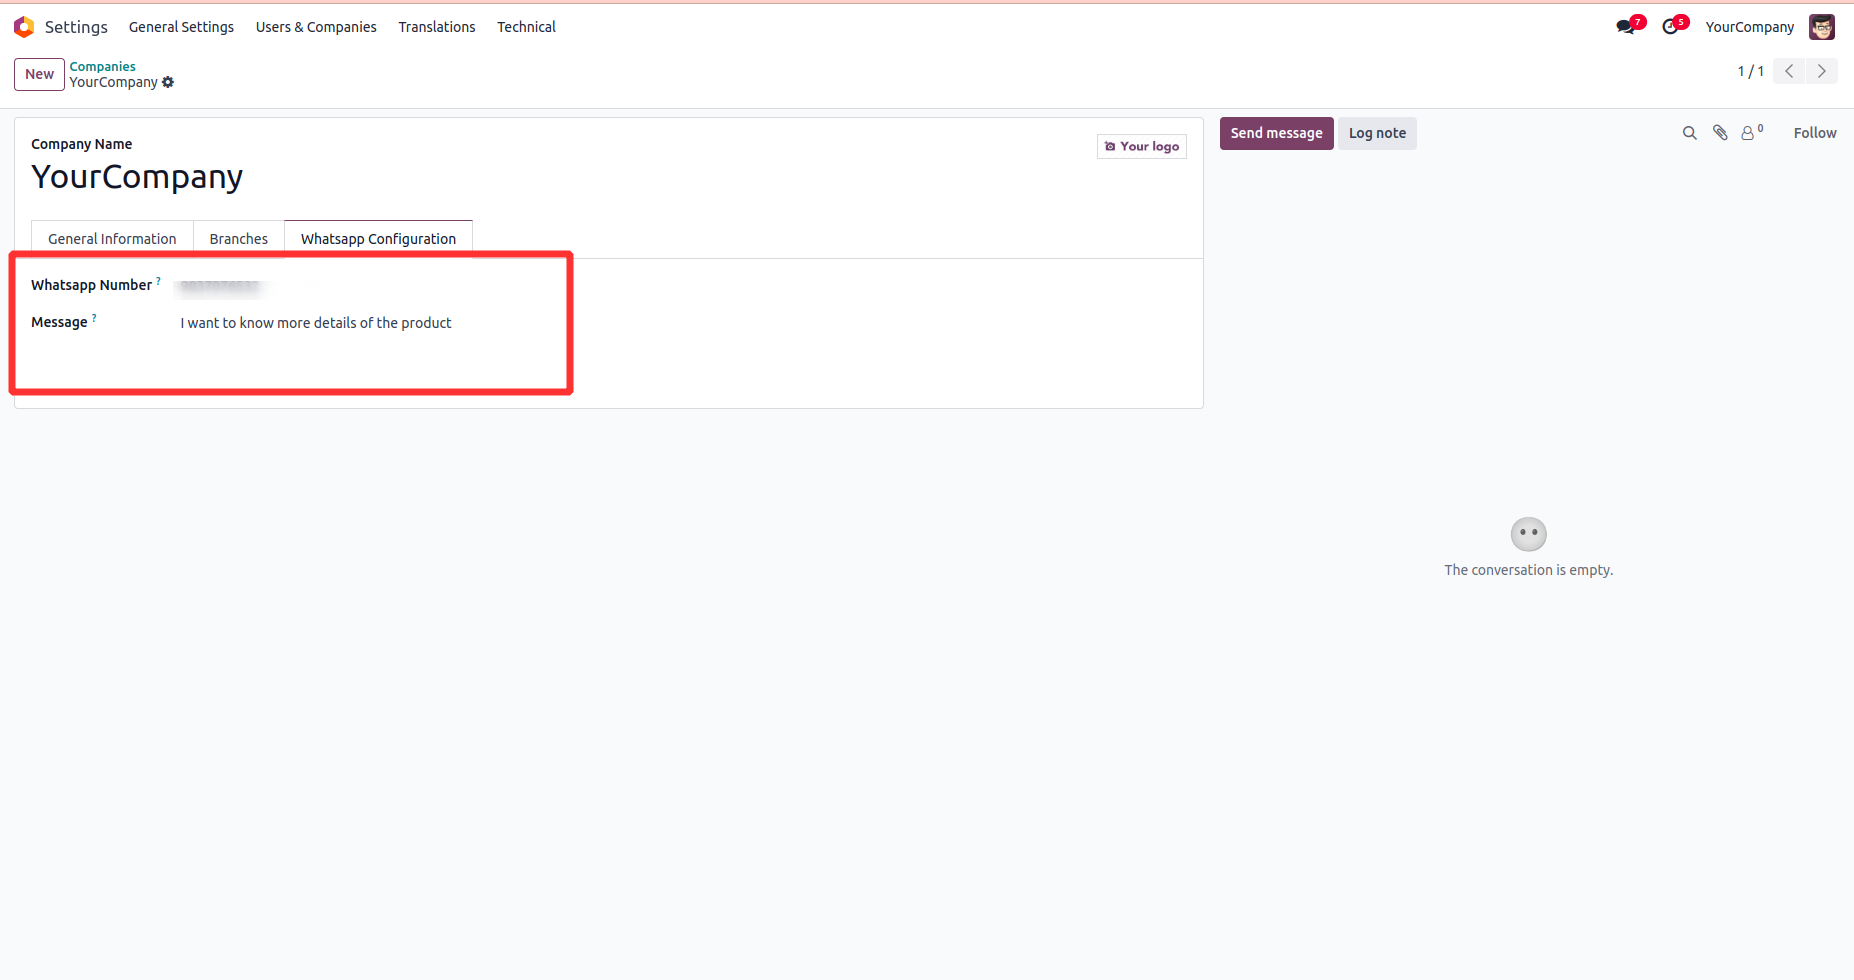 Settings General Settings Users & Companies Translations Technical 7 5 YourCompany
New Companies
YourCompany 1 / 1
Company Name
YourCompany
Your logo
Send message Log note 0 Follow
General Information Branches Whatsapp Configuration
Whatsapp Number ?
Message ? I want to know more details of the product
The conversation is empty.